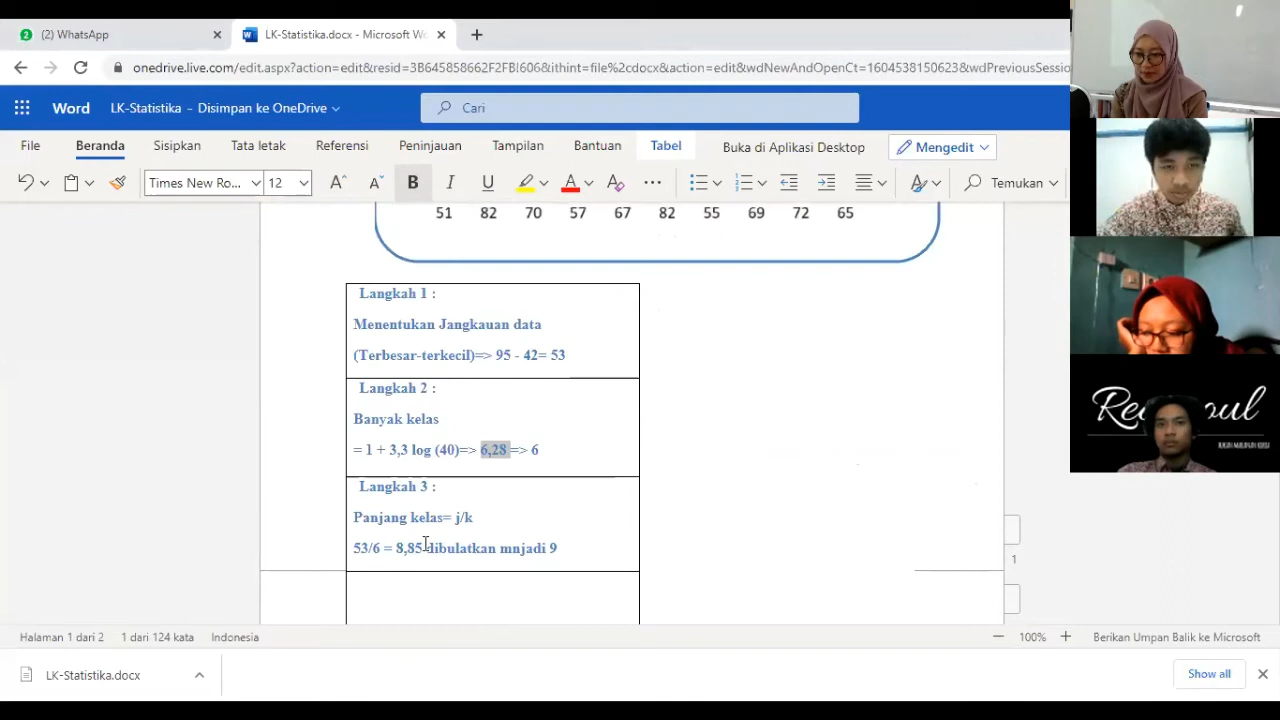 (2) WhatsApp
LK-Statistika.docx - Microsoft Wo
onedrive.live.com/edit.aspx?action=edit&resid=3B645858662F2FB!606&ithint=file%2cdocx&action=edit&wdNewAndOpenCt=1604538150623&wdPreviousSessio
Word LK-Statistika - Disimpan ke OneDrive
Cari
File Beranda Sisipkan Tata letak Referensi Peninjauan Tampilan Bantuan Tabel Buka di Aplikasi Desktop Mengedit
Times New Ro... 12 A A B I U A A ... Temukan
51 82 70 57 67 82 55 69 72 65
Langkah 1 :
Menentukan Jangkauan data
(Terbesar-terkecil)=> 95 - 42= 53
Langkah 2 :
Banyak kelas
= 1 + 3,3 log (40)=> 6,28 => 6
Langkah 3 :
Panjang kelas= j/k
53/6 = 8,85 dibulatkan mnjadi 9
1
Halaman 1 dari 2 1 dari 124 kata Indonesia 100% Berikan Umpan Balik ke Microsoft
LK-Statistika.docx
Show all